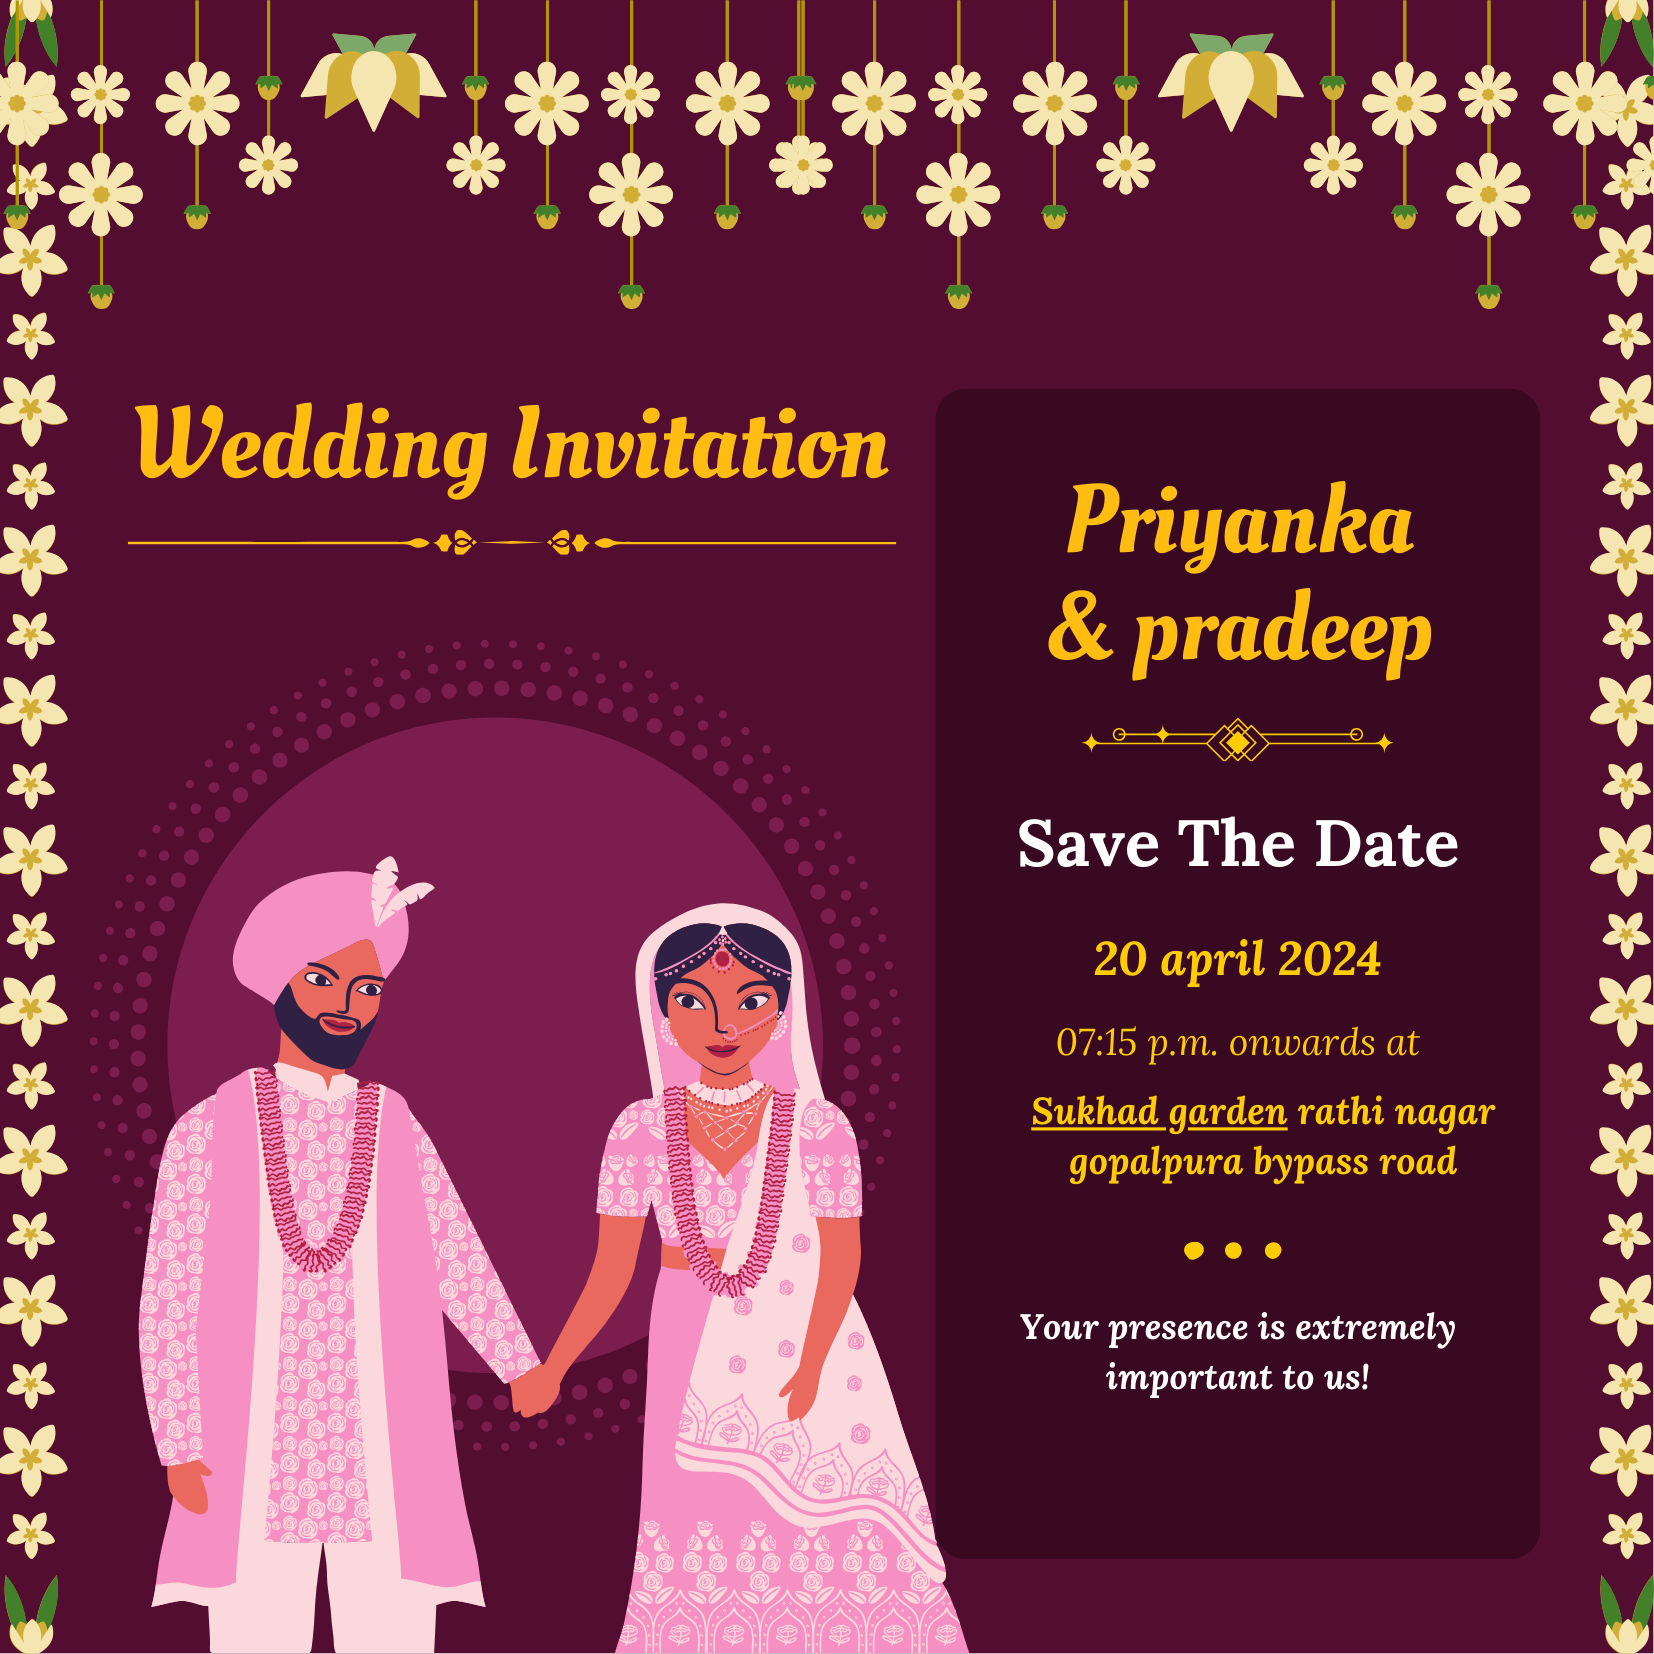 Wedding Invitation
Priyanka
& pradeep
Save The Date
20 april 2024
07:15 p.m. onwards at
Sukhad garden rathi nagar
gopalpura bypass road
Your presence is extremely
important to us!